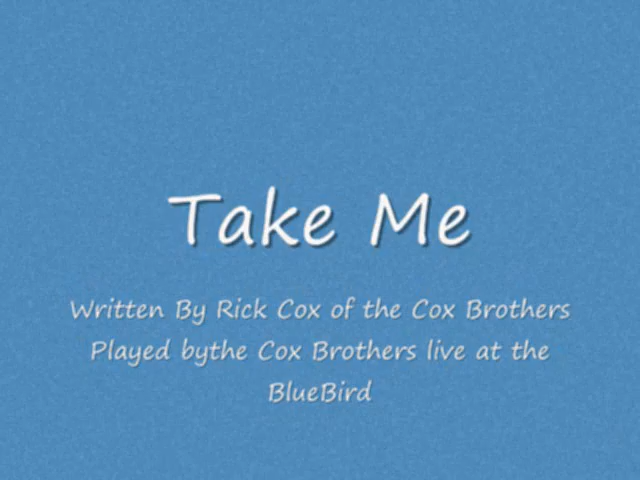 Take Me
Written By Rick Cox of the Cox Brothers
Played bythe Cox Brothers live at the
BlueBird